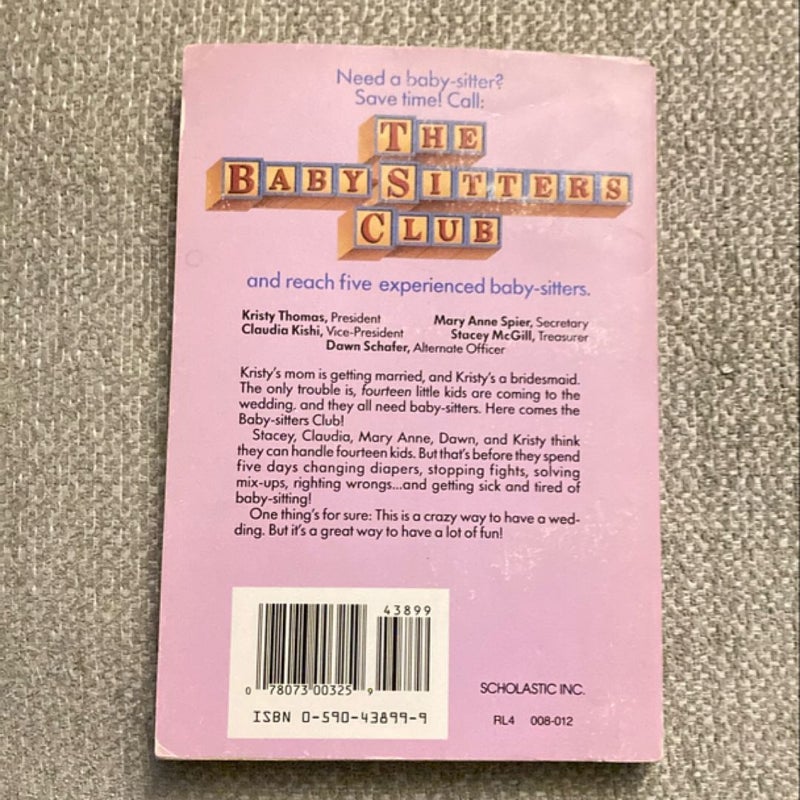 Need a baby-sitter?
Save time! Call:
THE
BABY-SITTERS
CLUB
and reach five experienced baby-sitters.
Kristy Thomas, President Mary Anne Spier, Secretary
Claudia Kishi, Vice-President Stacey McGill, Treasurer
Dawn Schafer, Alternate Officer
Kristy's mom is getting married, and Kristy's a bridesmaid.
The only trouble is, fourteen little kids are coming to the
wedding. and they all need baby-sitters. Here comes the
Baby-sitters Club!
Stacey, Claudia, Mary Anne, Dawn, and Kristy think
they can handle fourteen kids. But that's before they spend
five days changing diapers, stopping fights, solving
mix-ups, righting wrongs...and getting sick and tired of
baby-sitting!
One thing's for sure: This is a crazy way to have a wed-
ding. But it's a great way to have a lot of fun!
43899
0 78073 00325 9
ISBN 0-590-43899-9
SCHOLASTIC INC.
RL4 008-012